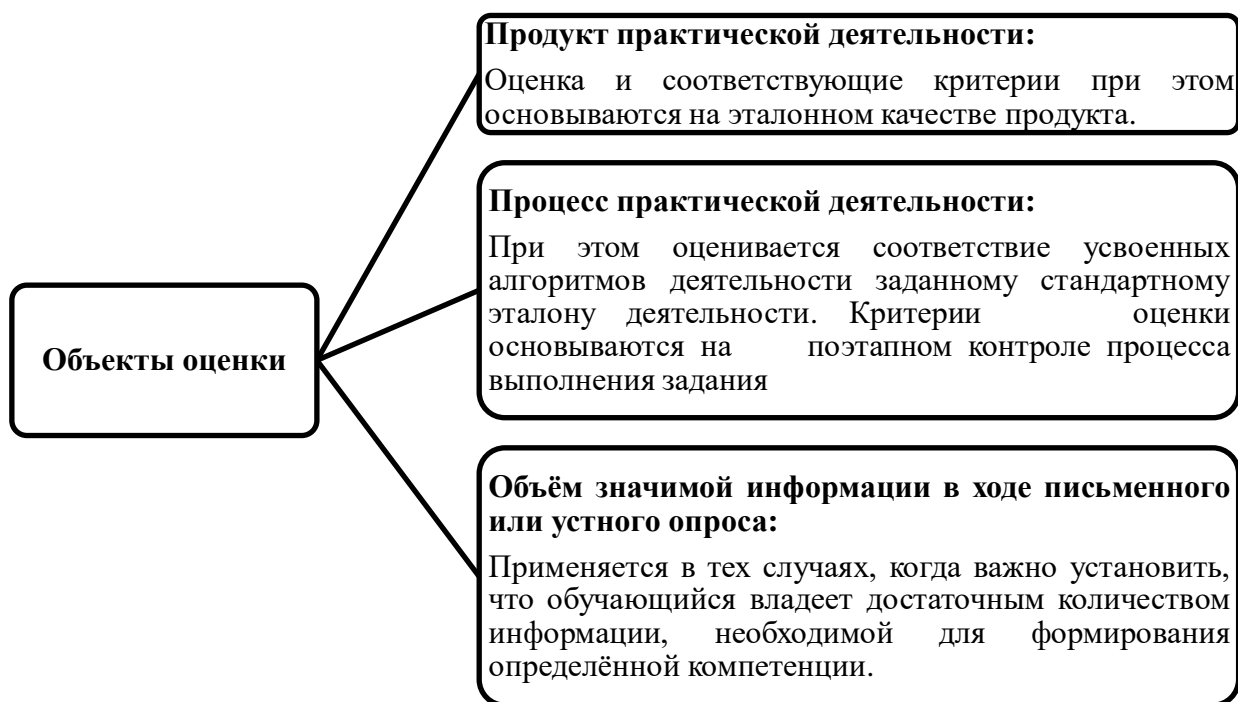 Продукт практической деятельности:
Оценка и соответствующие критерии при этом
основываются на эталонном качестве продукта.
Процесс практической деятельности:
При этом оценивается соответствие усвоенных
алгоритмов деятельности заданному стандартному
эталону деятельности. Критерии оценки
основываются на поэтапном контроле процесса
выполнения задания
Объекты оценки
Объём значимой информации в ходе письменного
или устного опроса:
Применяется в тех случаях, когда важно установить,
что обучающийся владеет достаточным количеством
информации, необходимой для формирования
определённой компетенции.